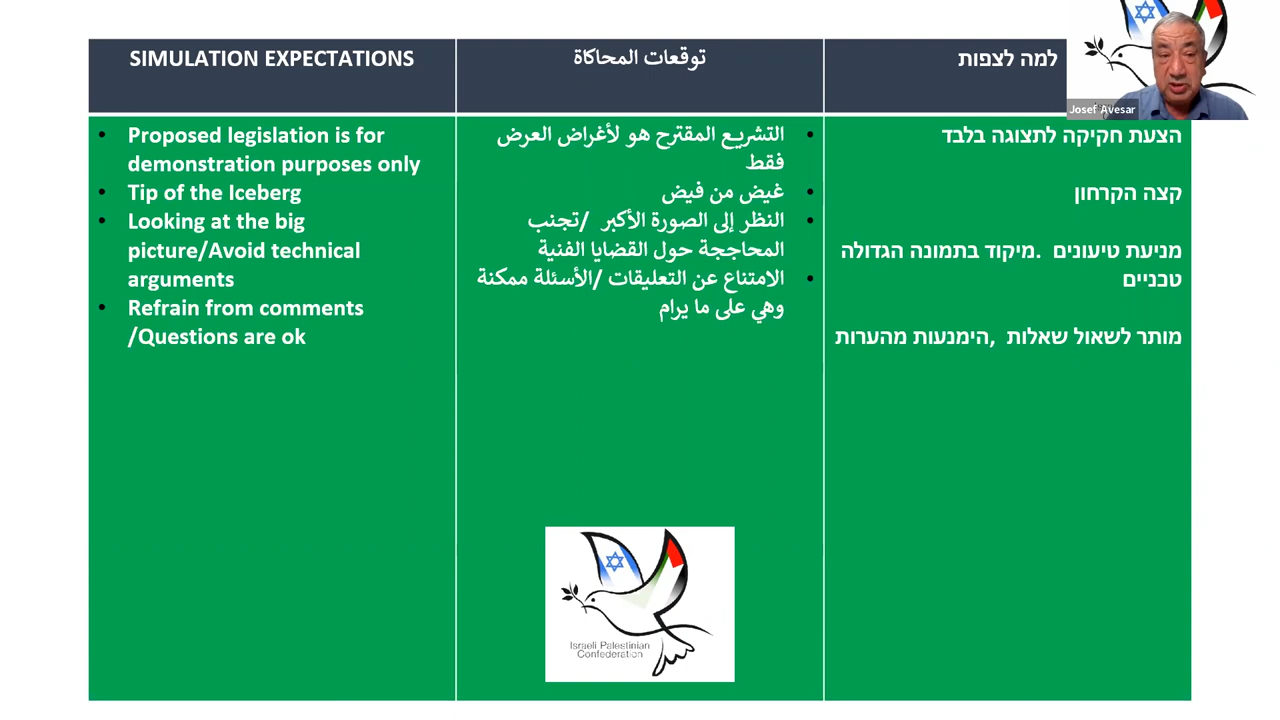 SIMULATION EXPECTATIONS
توقعات المحاكاة
למה לצפות
Josef Avesar
• Proposed legislation is for
demonstration purposes only
• Tip of the Iceberg
• Looking at the big
picture/Avoid technical
arguments
• Refrain from comments
/Questions are ok
• التشريع المقترح هو لأغراض العرض
فقط
• غيض من فيض
• النظر إلى الصورة الأكبر /تجنب
المحاججة حول القضايا الفنية
• الامتناع عن التعليقات /الأسئلة ممكنة
وهي على ما يرام
הצעת חקיקה לתצוגה בלבד
קצה הקרחון
מניעת טיעונים .מיקוד בתמונה הגדולה
טכניים
מותר לשאול שאלות ,הימנעות מהערות
Israeli Palestinian
Confederation